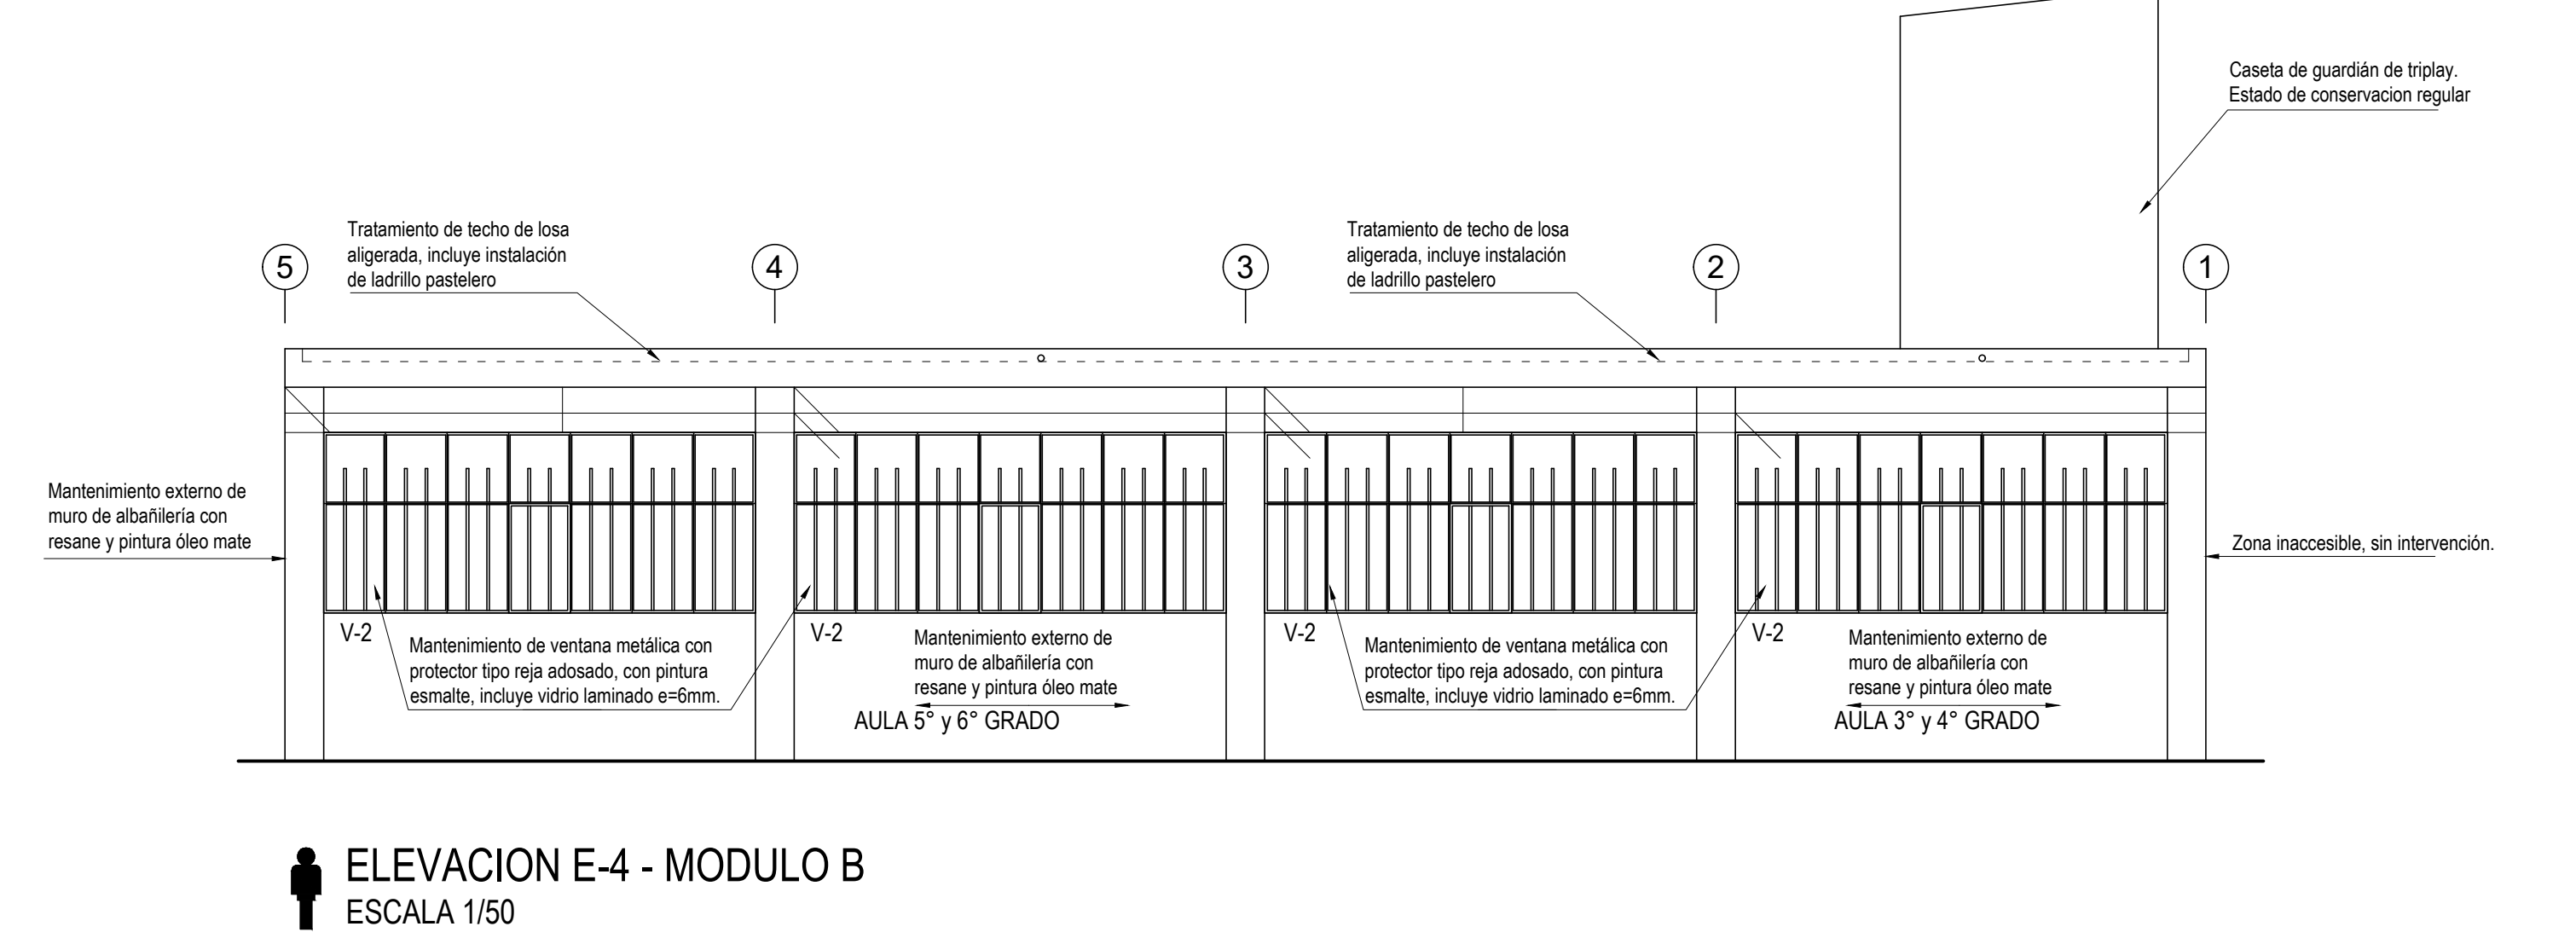 Caseta de guardián de triplay.
Estado de conservacion regular
Tratamiento de techo de losa
aligerada, incluye instalación
de ladrillo pastelero
Tratamiento de techo de losa
aligerada, incluye instalación
de ladrillo pastelero
5
4
3
2
1
Mantenimiento externo de
muro de albañilería con
resane y pintura óleo mate
Zona inaccesible, sin intervención.
V-2
V-2
V-2
V-2
Mantenimiento de ventana metálica con
protector tipo reja adosado, con pintura
esmalte, incluye vidrio laminado e=6mm.
Mantenimiento externo de
muro de albañilería con
resane y pintura óleo mate
AULA 5° y 6° GRADO
Mantenimiento de ventana metálica con
protector tipo reja adosado, con pintura
esmalte, incluye vidrio laminado e=6mm.
Mantenimiento externo de
muro de albañilería con
resane y pintura óleo mate
AULA 3° y 4° GRADO
ELEVACION E-4 - MODULO B
ESCALA 1/50